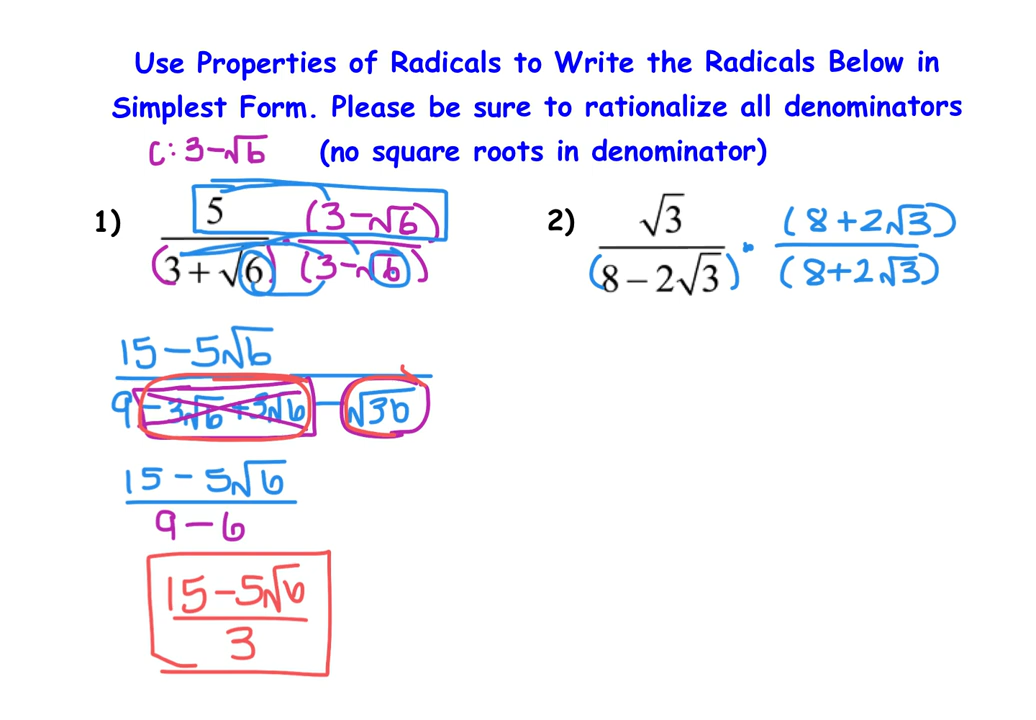 Use Properties of Radicals to Write the Radicals Below in
Simplest Form. Please be sure to rationalize all denominators
C: 3-√6 (no square roots in denominator)
1) 5 (3-√6)
(3+√6) · (3-√6)
15-5√6
9-3√6+3√6-√36
15-5√6
9-6
15-5√6
3
2) √3 · (8+2√3)
(8-2√3) (8+2√3)